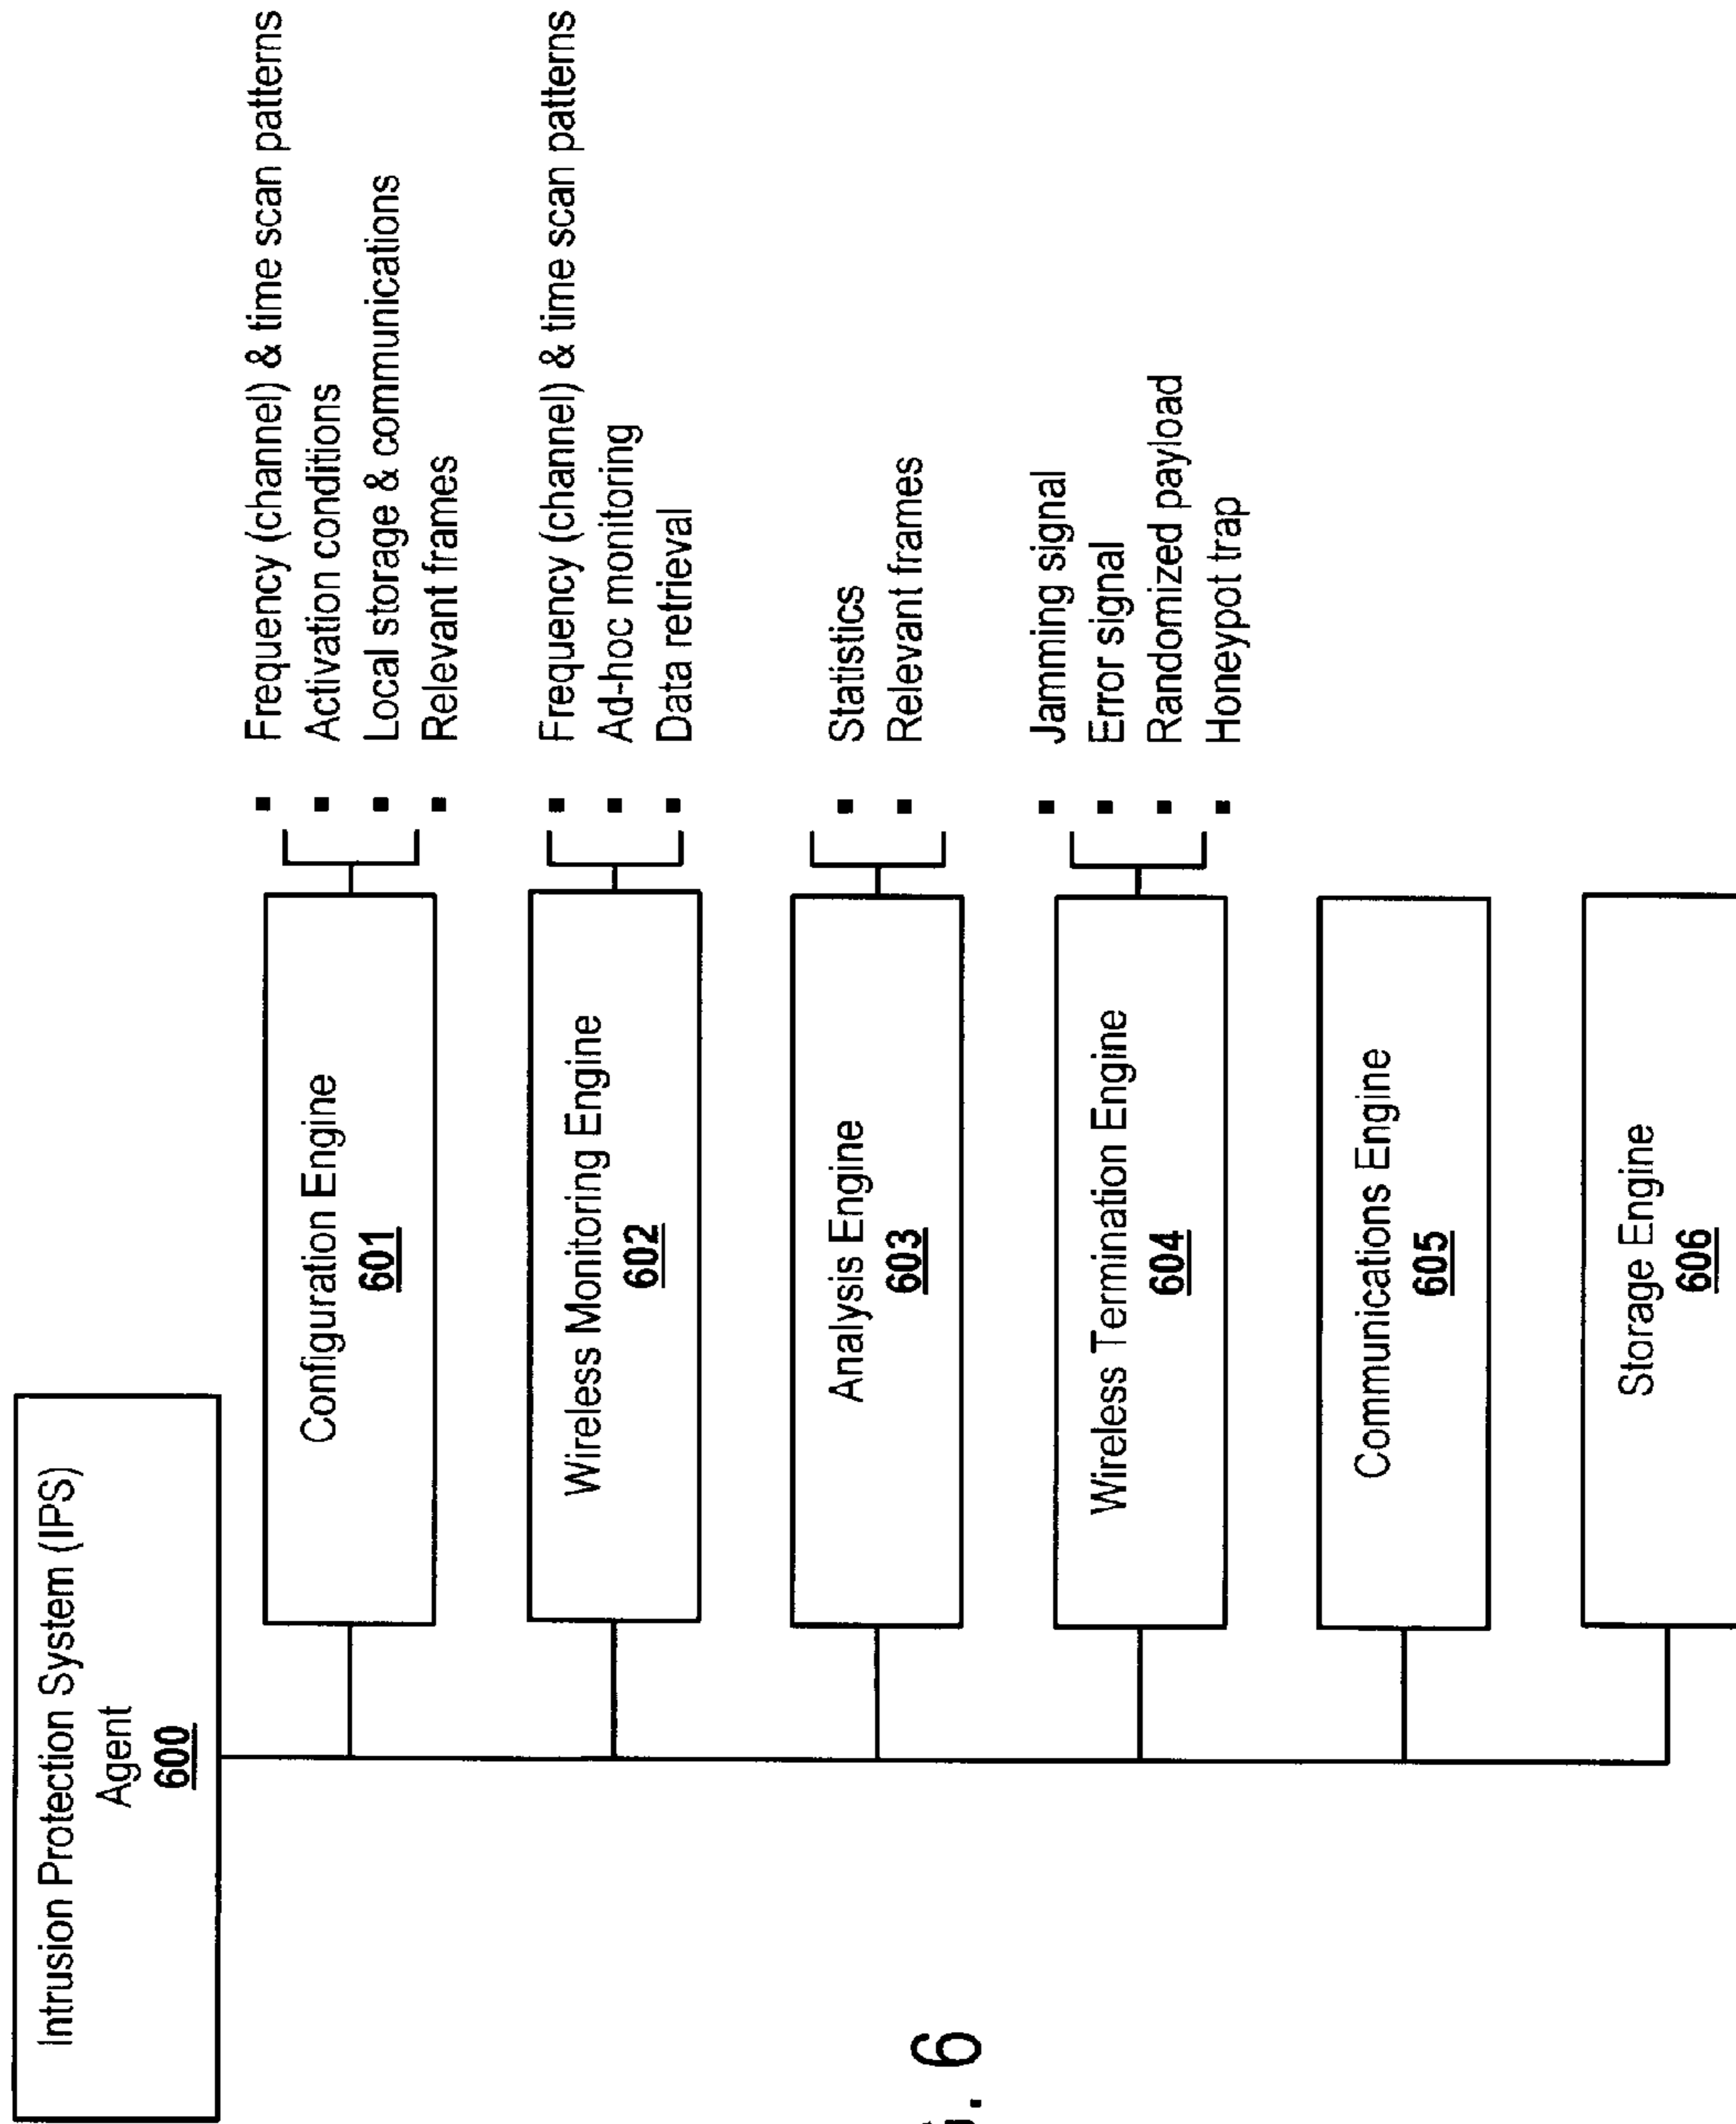 Intrusion Protection System (IPS)
Agent
600
Configuration Engine
601
▪ Frequency (channel) & time scan patterns
▪ Activation conditions
▪ Local storage & communications
▪ Relevant frames
Wireless Monitoring Engine
602
▪ Frequency (channel) & time scan patterns
▪ Ad-hoc monitoring
▪ Data retrieval
Analysis Engine
603
▪ Statistics
▪ Relevant frames
Wireless Termination Engine
604
▪ Jamming signal
▪ Error signal
▪ Randomized payload
▪ Honeypot trap
Communications Engine
605
Storage Engine
606
G. 6